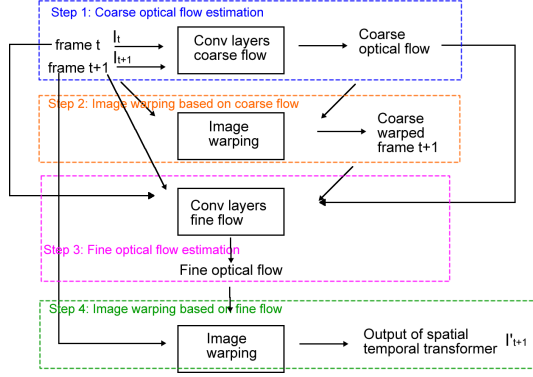 Step 1: Coarse optical flow estimation
frame t
I_t
frame t+1
I_{t+1}
Conv layers
coarse flow
Coarse
optical flow
Step 2: Image warping based on coarse flow
Image
warping
Coarse
warped
frame t+1
Conv layers
fine flow
Step 3: Fine optical flow estimation
Fine optical flow
Step 4: Image warping based on fine flow
Image
warping
Output of spatial
temporal transformer I'_{t+1}